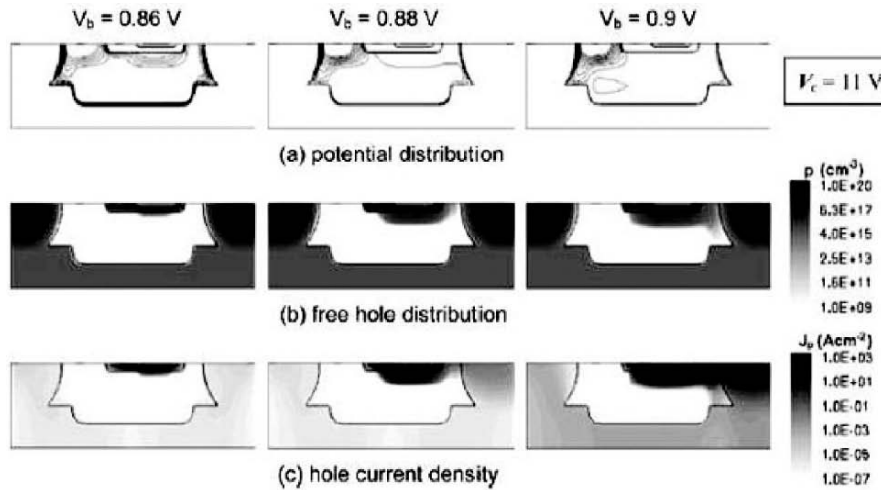 V_b = 0.86 V
V_b = 0.88 V
V_b = 0.9 V
V_c = 11 V
(a) potential distribution
p (cm⁻³)
1.0E+20
6.3E+17
4.0E+15
2.5E+13
1.6E+11
1.0E+09
(b) free hole distribution
J_p (Acm⁻²)
1.0E+03
1.0E+01
1.0E-01
1.0E-03
1.0E-05
1.0E-07
(c) hole current density